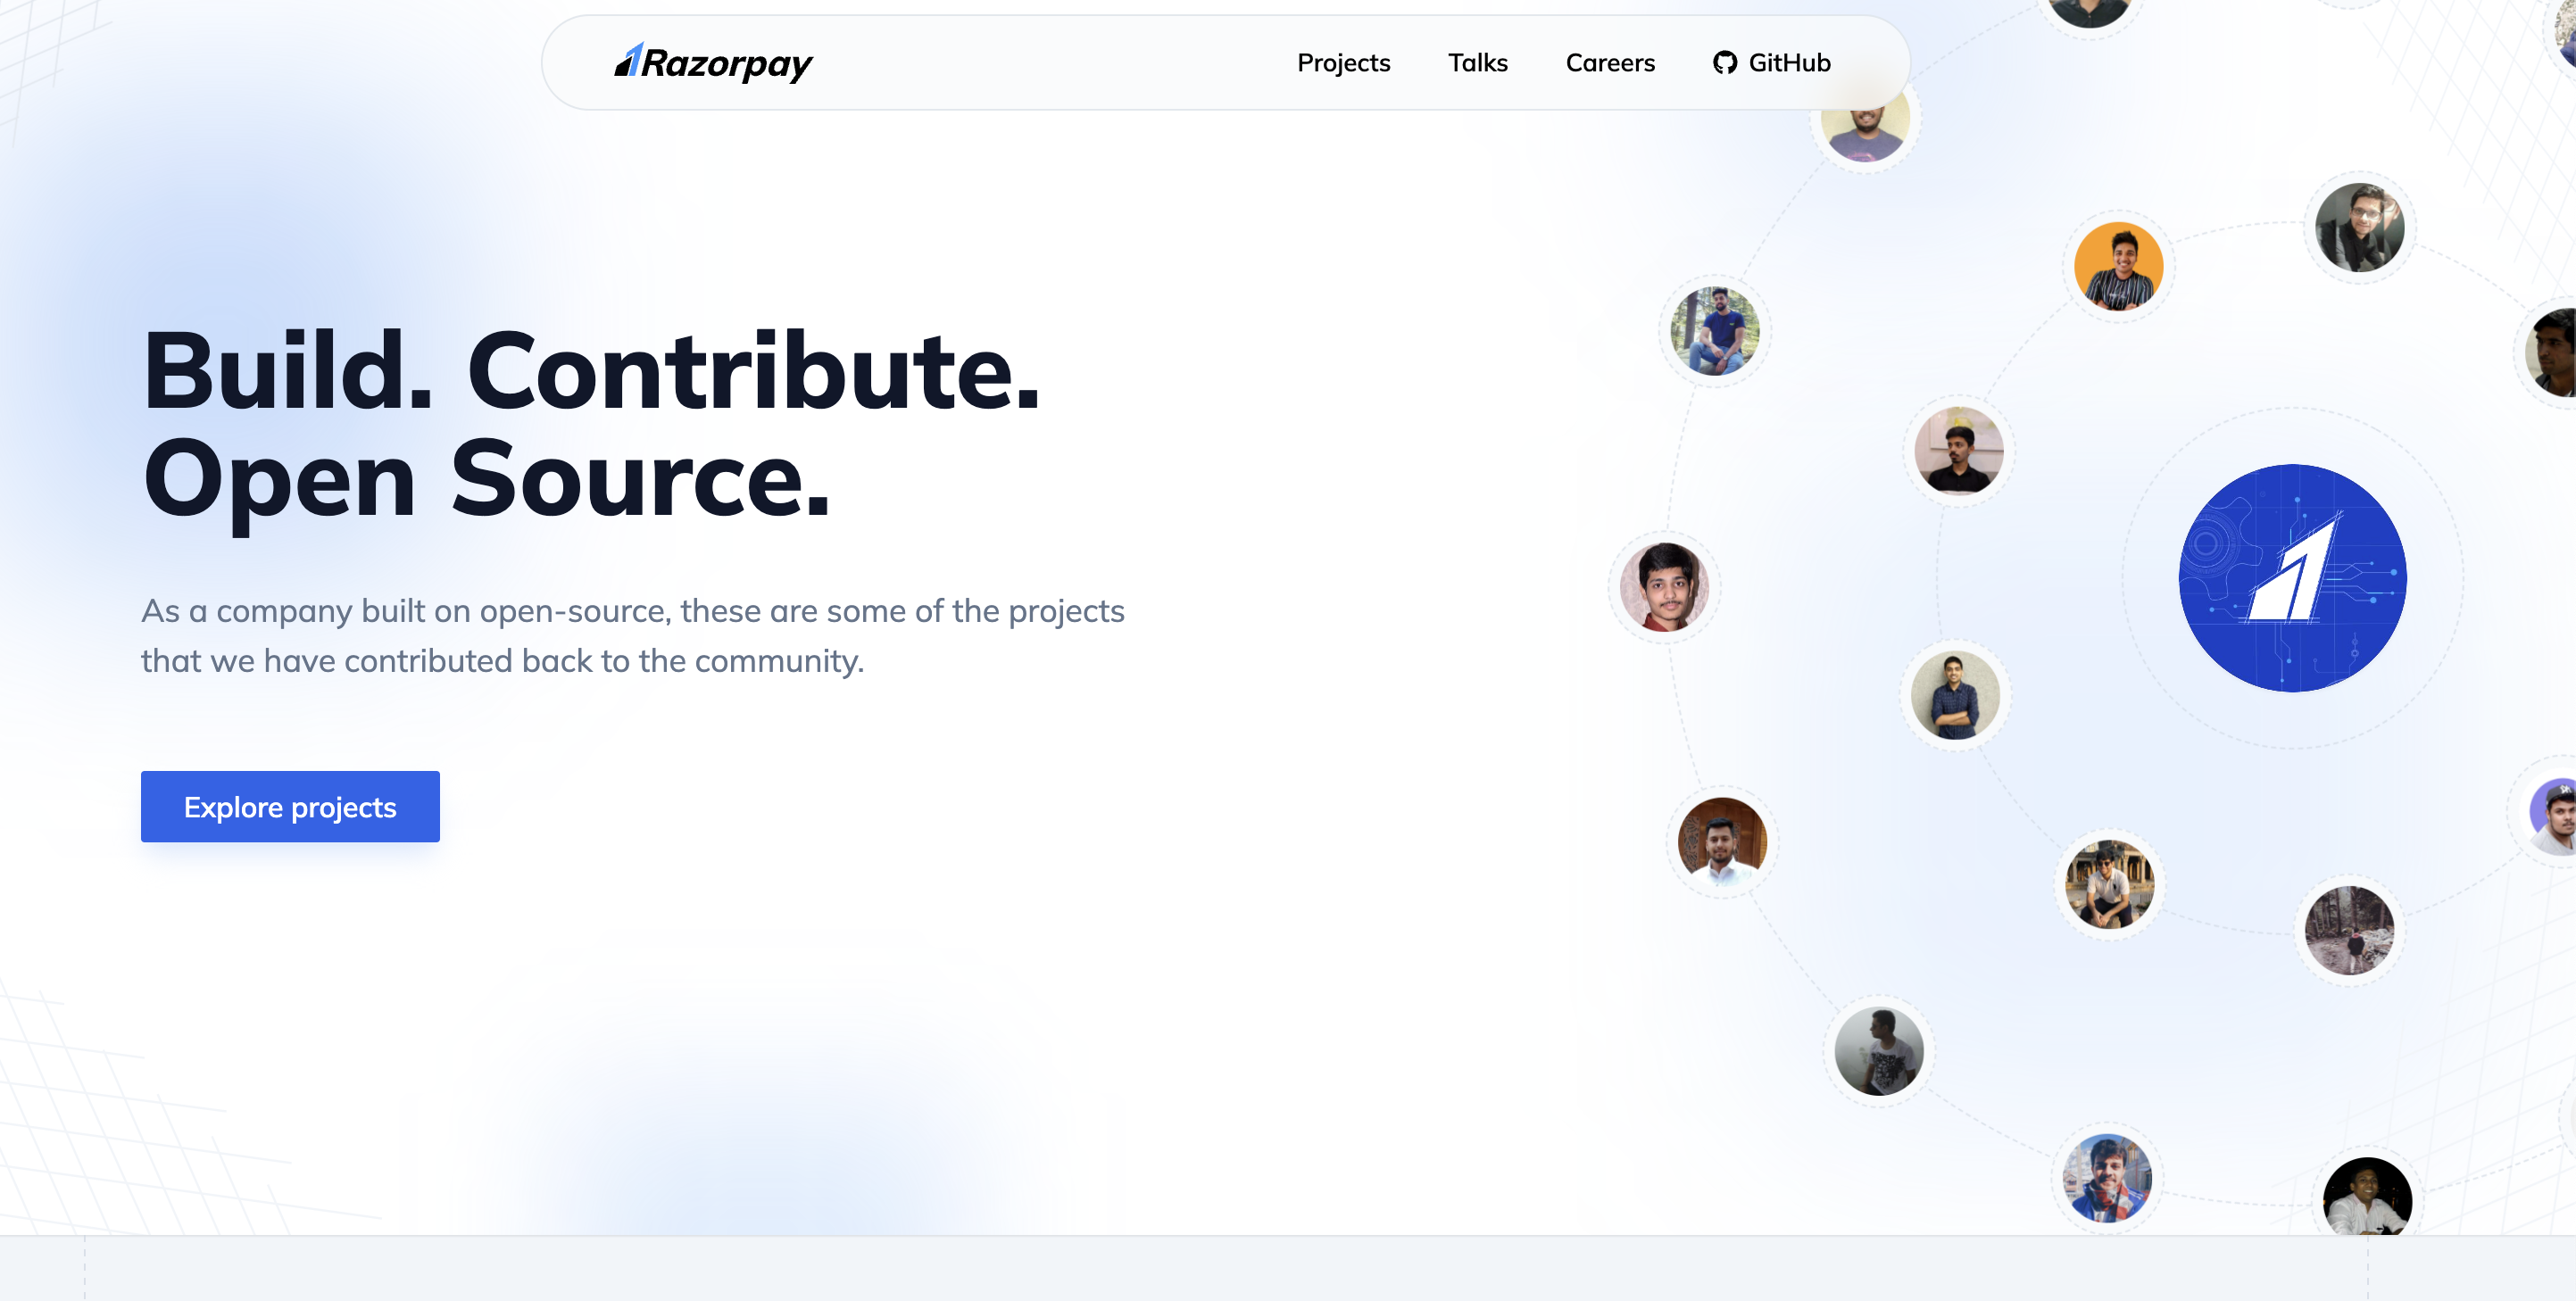 Razorpay
Projects
Talks
Careers
GitHub
Build. Contribute.
Open Source.
As a company built on open-source, these are some of the projects
that we have contributed back to the community.
Explore projects